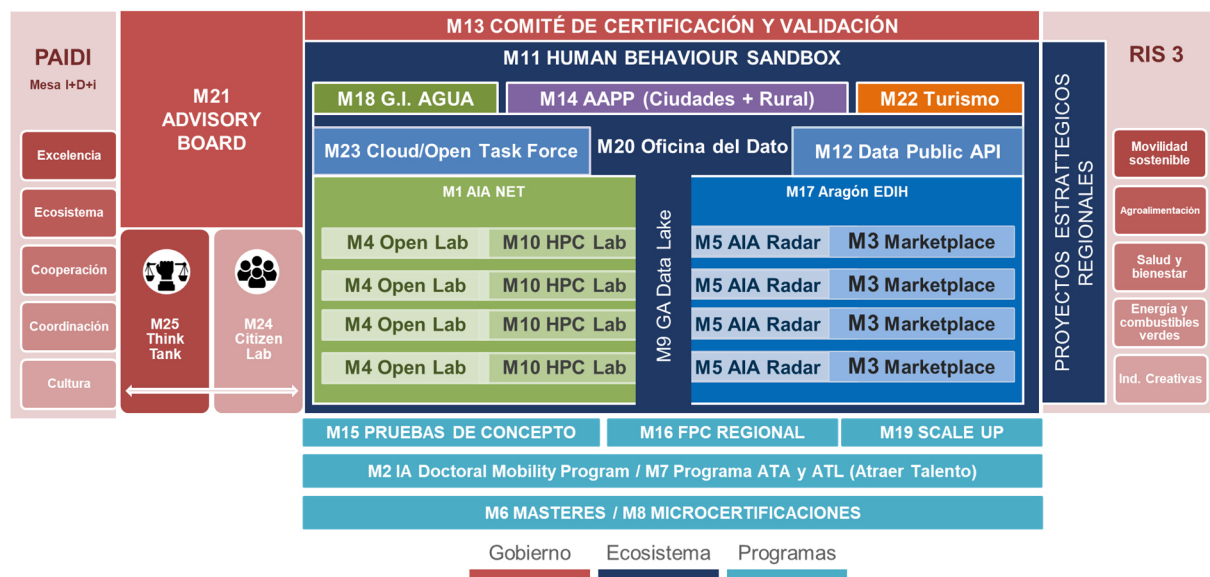 M13 COMITÉ DE CERTIFICACIÓN Y VALIDACIÓN
PAIDI
Mesa I+D+i
Excelencia
Ecosistema
Cooperación
Coordinación
Cultura
M21
ADVISORY
BOARD
M25
Think
Tank
M24
Citizen
Lab
M11 HUMAN BEHAVIOUR SANDBOX
M18 G.I. AGUA
M14 AAPP (Ciudades + Rural)
M22 Turismo
M23 Cloud/Open Task Force
M20 Oficina del Dato
M12 Data Public API
M1 AIA NET
M4 Open Lab
M10 HPC Lab
M4 Open Lab
M10 HPC Lab
M4 Open Lab
M10 HPC Lab
M4 Open Lab
M10 HPC Lab
M9 GA Data Lake
M17 Aragón EDIH
M5 AIA Radar
M3 Marketplace
M5 AIA Radar
M3 Marketplace
M5 AIA Radar
M3 Marketplace
M5 AIA Radar
M3 Marketplace
PROYECTOS ESTRATTEGICOS
REGIONALES
RIS 3
Movilidad
sostenible
Agroalimentación
Salud y
bienestar
Energía y
combustibles
verdes
Ind. Creativas
M15 PRUEBAS DE CONCEPTO
M16 FPC REGIONAL
M19 SCALE UP
M2 IA Doctoral Mobility Program / M7 Programa ATA y ATL (Atraer Talento)
M6 MASTERES / M8 MICROCERTIFICACIONES
Gobierno
Ecosistema
Programas